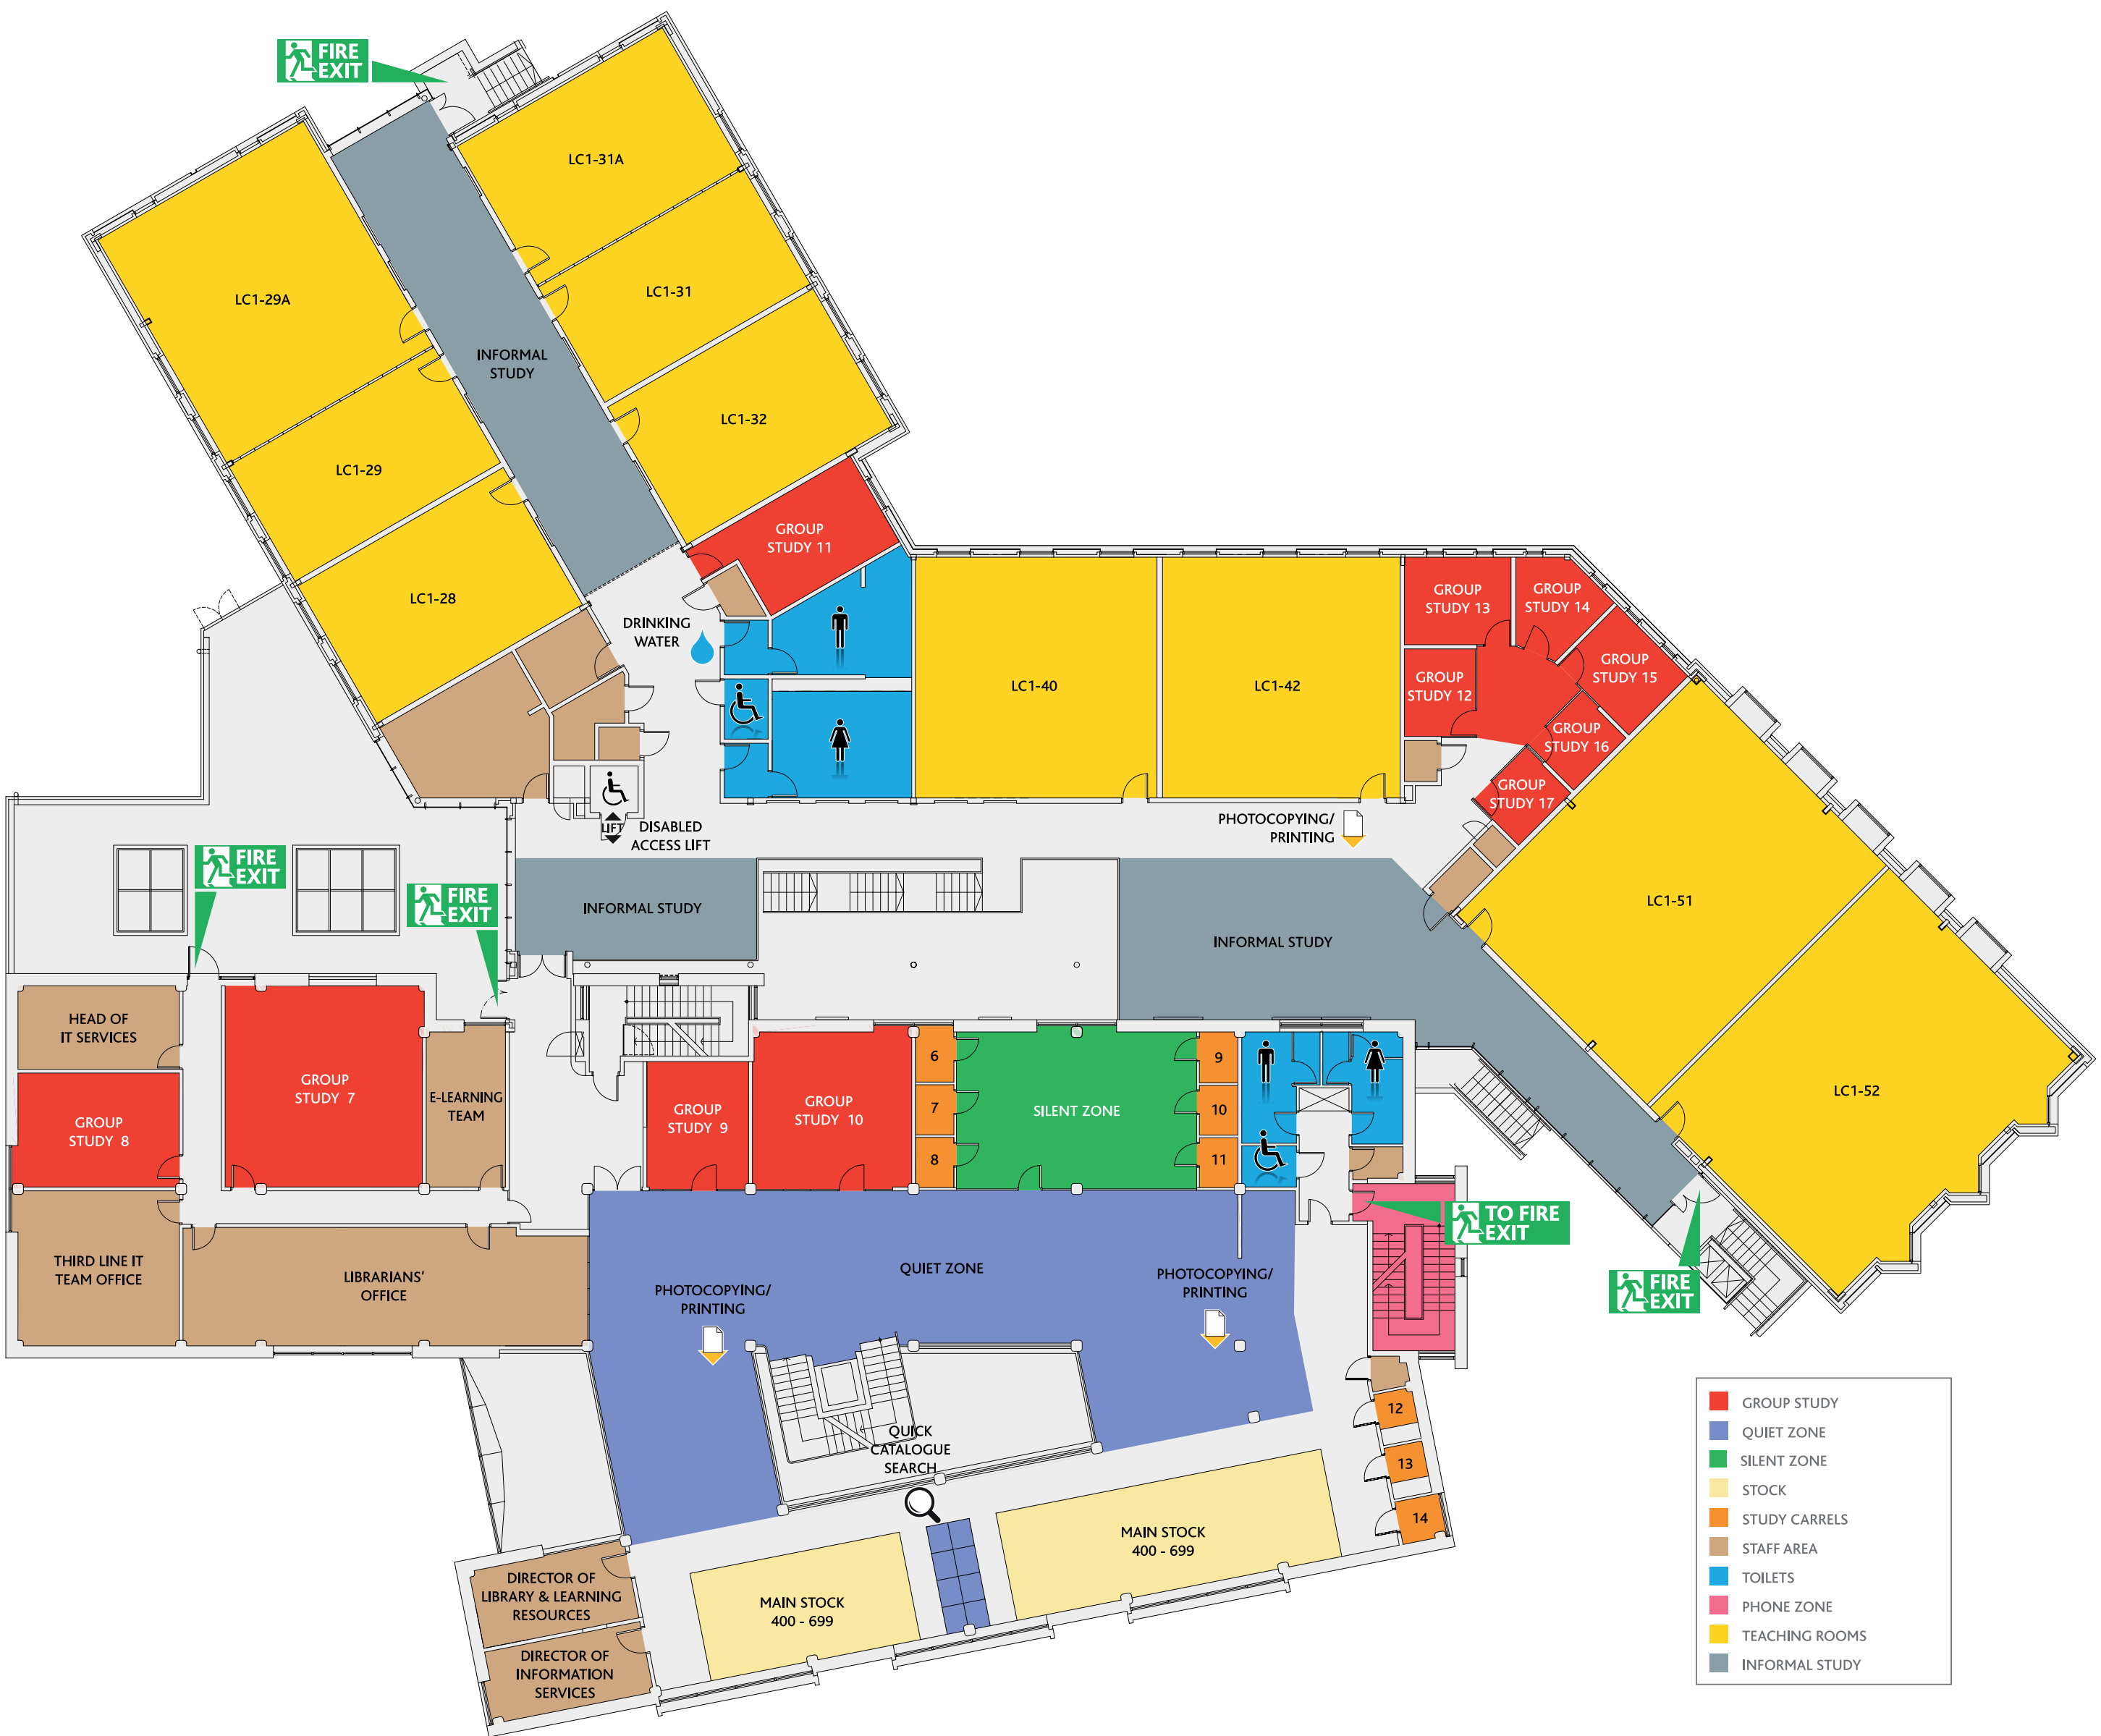 FIRE
EXIT
LC1-31A
LC1-29A
LC1-31
INFORMAL
STUDY
LC1-32
LC1-29
GROUP
STUDY 11
LC1-28
DRINKING
WATER
GROUP
STUDY 13
GROUP
STUDY 14
GROUP
STUDY 15
GROUP
STUDY 12
LC1-40
LC1-42
GROUP
STUDY 16
GROUP
STUDY 17
LIFT
DISABLED
ACCESS LIFT
PHOTOCOPYING/
PRINTING
FIRE
EXIT
FIRE
EXIT
INFORMAL STUDY
LC1-51
INFORMAL STUDY
HEAD OF
IT SERVICES
GROUP
STUDY 7
E-LEARNING
TEAM
GROUP
STUDY 8
GROUP
STUDY 9
GROUP
STUDY 10
6
7
8
SILENT ZONE
9
10
11
LC1-52
TO FIRE
EXIT
THIRD LINE IT
TEAM OFFICE
LIBRARIANS'
OFFICE
QUIET ZONE
PHOTOCOPYING/
PRINTING
PHOTOCOPYING/
PRINTING
FIRE
EXIT
QUICK
CATALOGUE
SEARCH
12
13
14
MAIN STOCK
400 - 699
MAIN STOCK
400 - 699
DIRECTOR OF
LIBRARY & LEARNING
RESOURCES
DIRECTOR OF
INFORMATION
SERVICES
GROUP STUDY
QUIET ZONE
SILENT ZONE
STOCK
STUDY CARRELS
STAFF AREA
TOILETS
PHONE ZONE
TEACHING ROOMS
INFORMAL STUDY